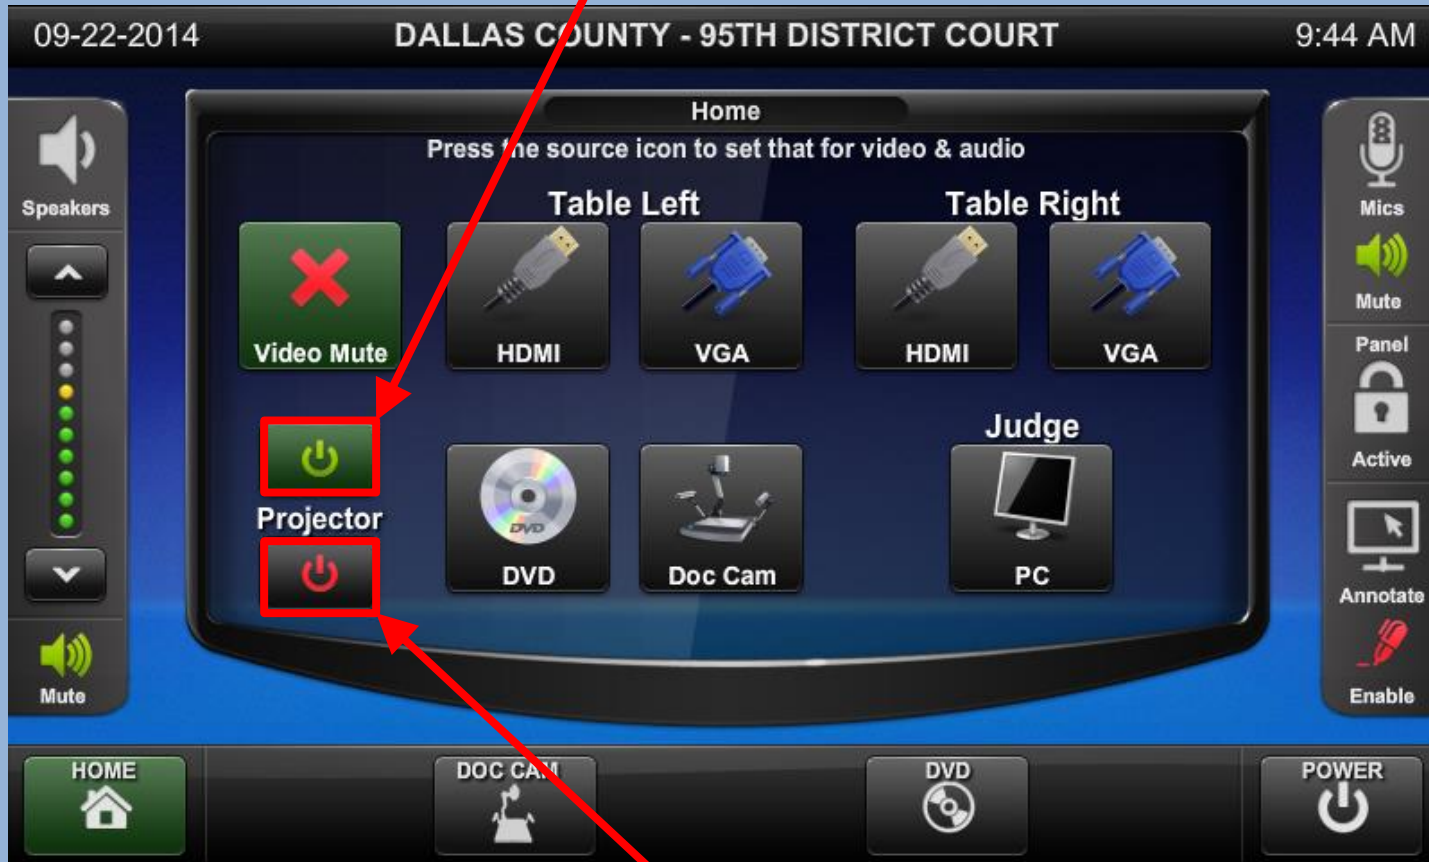 09-22-2014
DALLAS COUNTY - 95TH DISTRICT COURT
9:44 AM
Home
Press the source icon to set that for video & audio
Speakers
Mute
Table Left
Table Right
Video Mute
HDMI
VGA
HDMI
VGA
Projector
DVD
DVD
Doc Cam
Judge
PC
Mics
Mute
Panel
Active
Annotate
Enable
HOME
DOC CAM
DVD
POWER